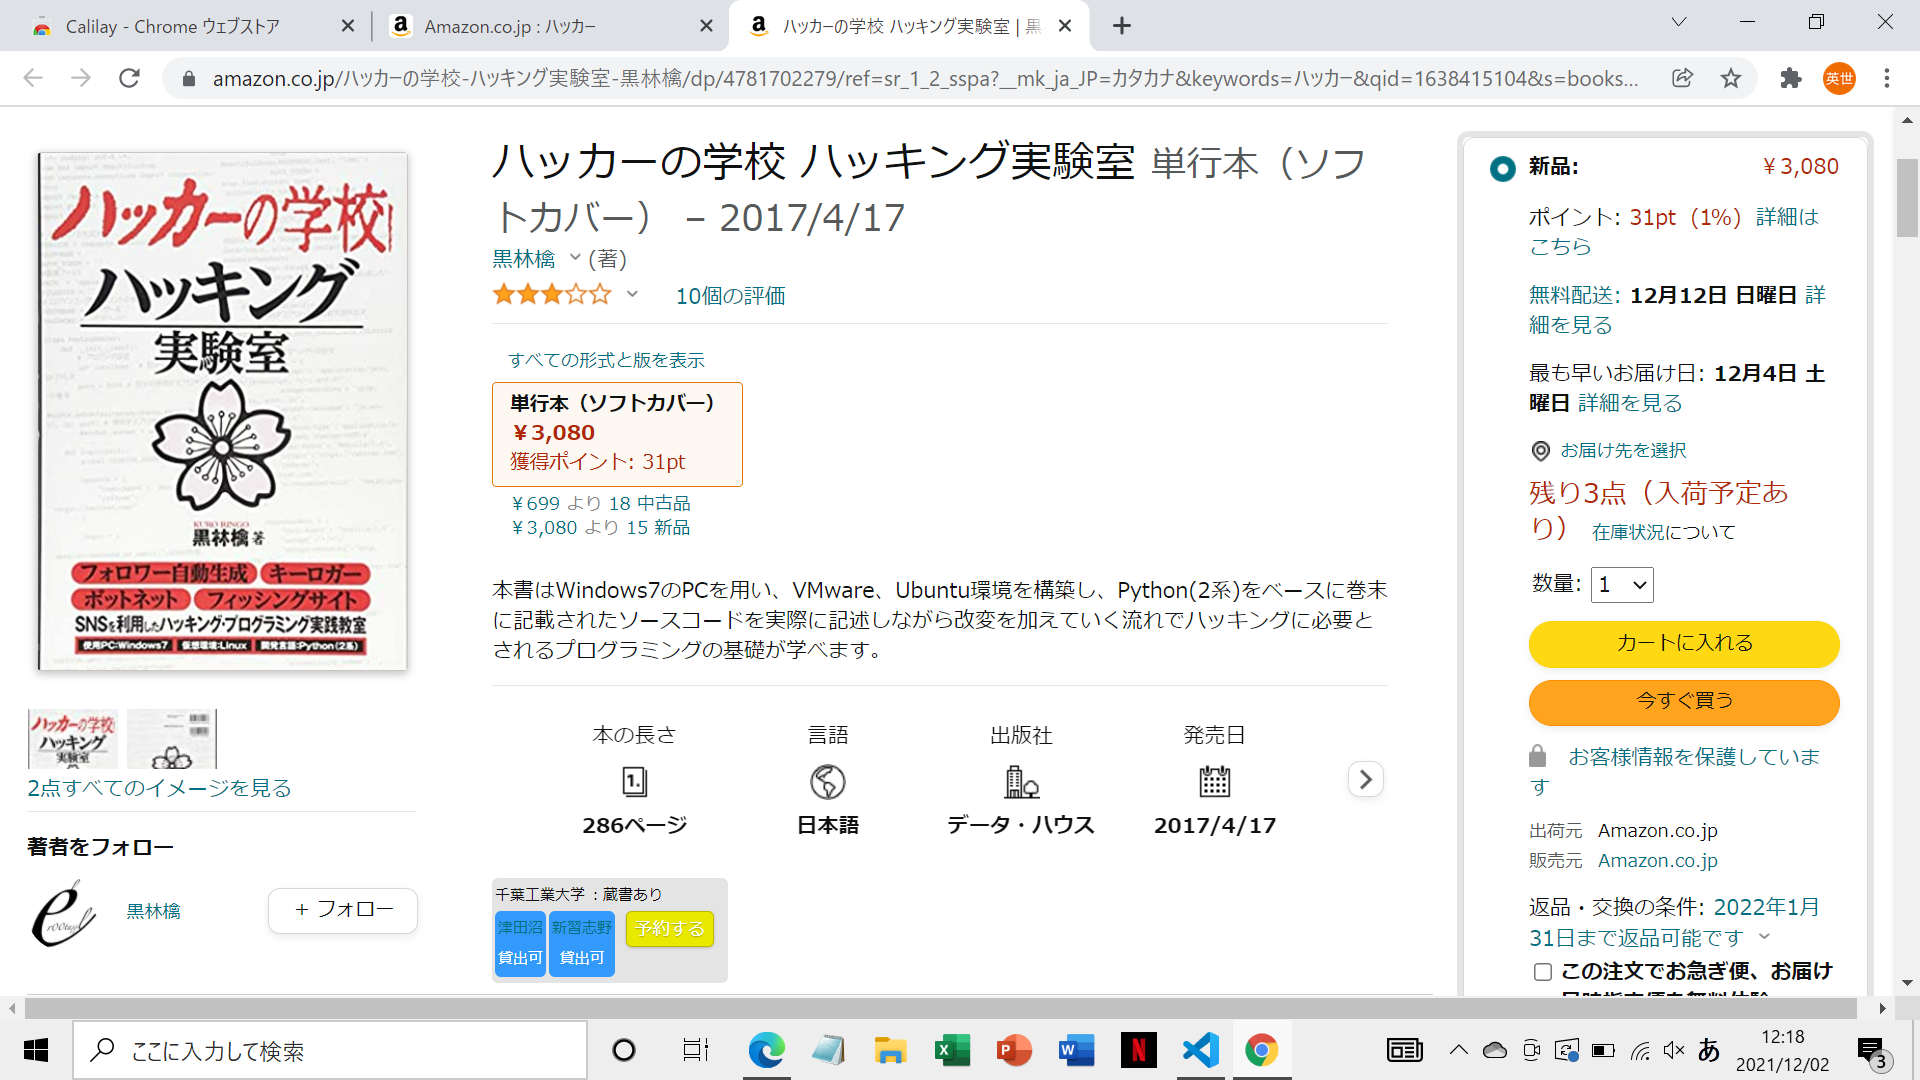 Calilay - Chrome ウェブストア
Amazon.co.jp : ハッカー
ハッカーの学校 ハッキング実験室 | 黒
amazon.co.jp/ハッカーの学校-ハッキング実験室-黒林檎/dp/4781702279/ref=sr_1_2_sspa?__mk_ja_JP=カタカナ&keywords=ハッカー&qid=1638415104&s=books...
英世
ハッカーの学校
ハッキング
実験室
KURO RINGO
黒林檎 著
フォロワー自動生成 キーロガー
ボットネット フィッシングサイト
SNSを利用したハッキング・プログラミング実践教室
使用PC:Windows7 仮想環境:Linux 開発言語:Python(2系)
ハッカーの学校
ハッキング
実験室
2点すべてのイメージを見る
著者をフォロー
黒林檎
+ フォロー
ハッカーの学校 ハッキング実験室 単行本（ソフ
トカバー） – 2017/4/17
黒林檎 (著)
10個の評価
すべての形式と版を表示
単行本（ソフトカバー）
￥3,080
獲得ポイント: 31pt
￥699 より 18 中古品
￥3,080 より 15 新品
本書はWindows7のPCを用い、VMware、Ubuntu環境を構築し、Python(2系)をベースに巻末
に記載されたソースコードを実際に記述しながら改変を加えていく流れでハッキングに必要と
されるプログラミングの基礎が学べます。
本の長さ 言語 出版社 発売日
286ページ 日本語 データ・ハウス 2017/4/17
千葉工業大学 : 蔵書あり
津田沼 新習志野 予約する
貸出可 貸出可
新品: ￥3,080
ポイント: 31pt (1%) 詳細は
こちら
無料配送: 12月12日 日曜日 詳
細を見る
最も早いお届け日: 12月4日 土
曜日 詳細を見る
お届け先を選択
残り3点（入荷予定あ
り） 在庫状況について
数量: 1
カートに入れる
今すぐ買う
お客様情報を保護していま
す
出荷元 Amazon.co.jp
販売元 Amazon.co.jp
返品・交換の条件: 2022年1月
31日まで返品可能です
この注文でお急ぎ便、お届け
ここに入力して検索
あ
12:18
2021/12/02
3